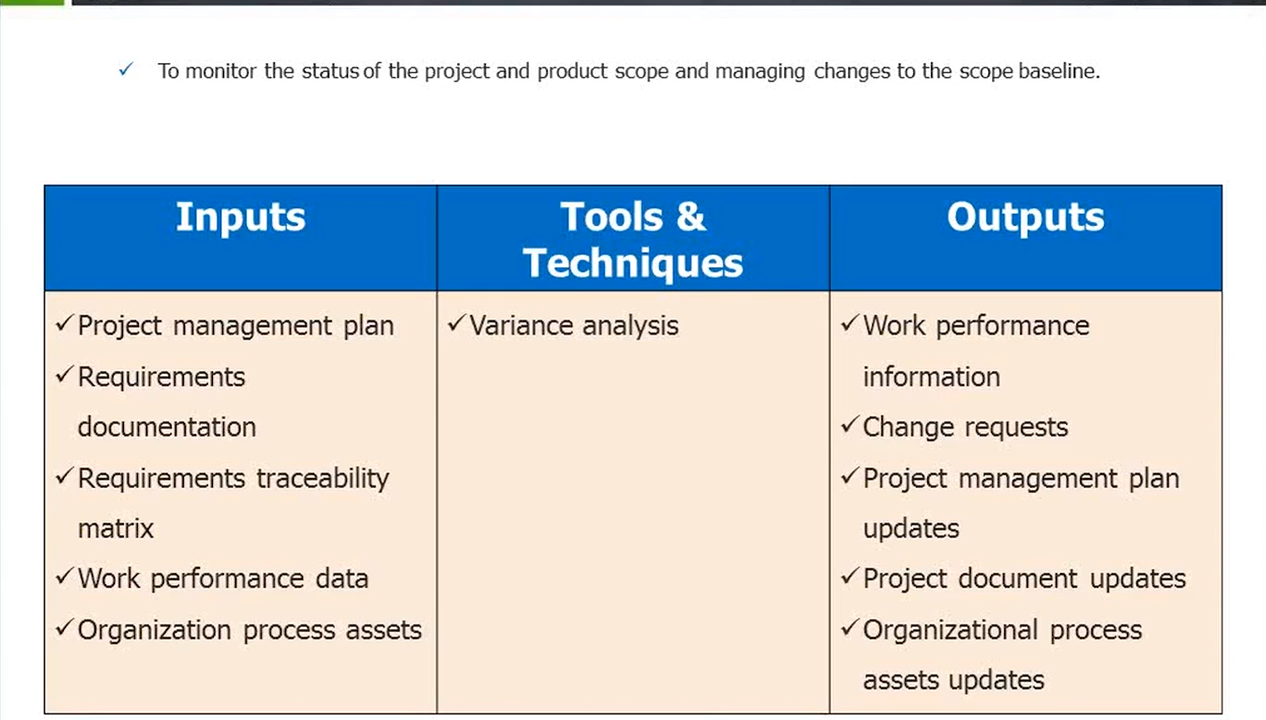 ✓ To monitor the status of the project and product scope and managing changes to the scope baseline.
Inputs
Tools &
Techniques
Outputs
✓Project management plan
✓Requirements
documentation
✓Requirements traceability
matrix
✓Work performance data
✓Organization process assets
✓Variance analysis
✓Work performance
information
✓Change requests
✓Project management plan
updates
✓Project document updates
✓Organizational process
assets updates